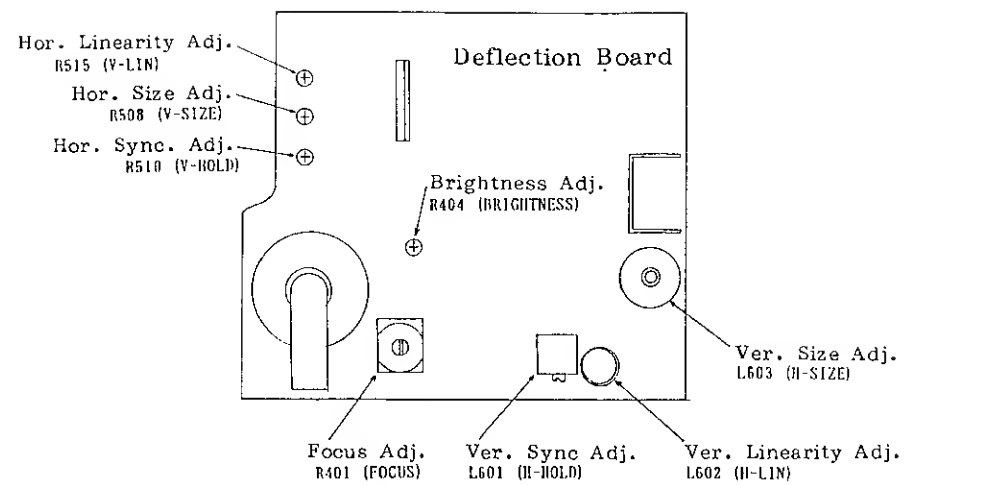 Deflection Board
Hor. Linearity Adj.
R515 (V-LIN)
Hor. Size Adj.
R508 (V-SIZE)
Hor. Sync. Adj.
R510 (V-HOLD)
Brightness Adj.
R404 (BRIGHTNESS)
Ver. Size Adj.
L603 (H-SIZE)
Focus Adj.
R401 (FOCUS)
Ver. Sync Adj.
L601 (H-HOLD)
Ver. Linearity Adj.
L602 (H-LIN)